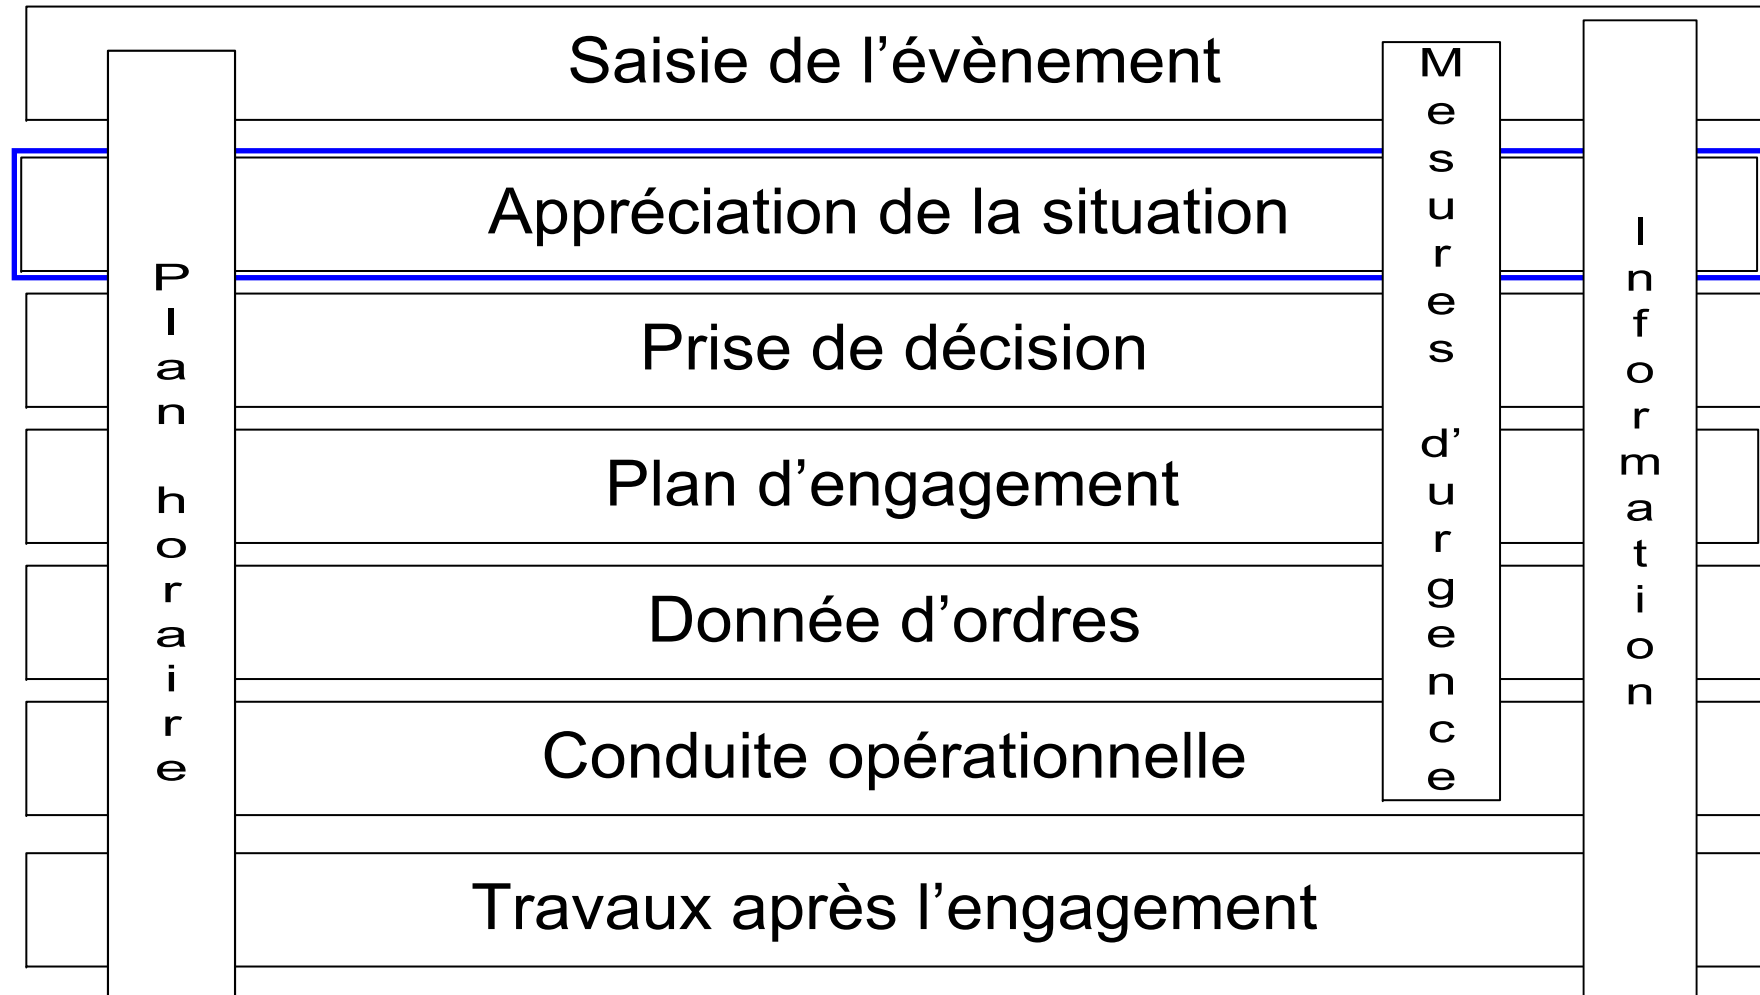 Saisie de l’évènement
Appréciation de la situation
Prise de décision
Plan d’engagement
Donnée d’ordres
Conduite opérationnelle
Travaux après l’engagement
Plan horaire
Mesures d’urgence
Information